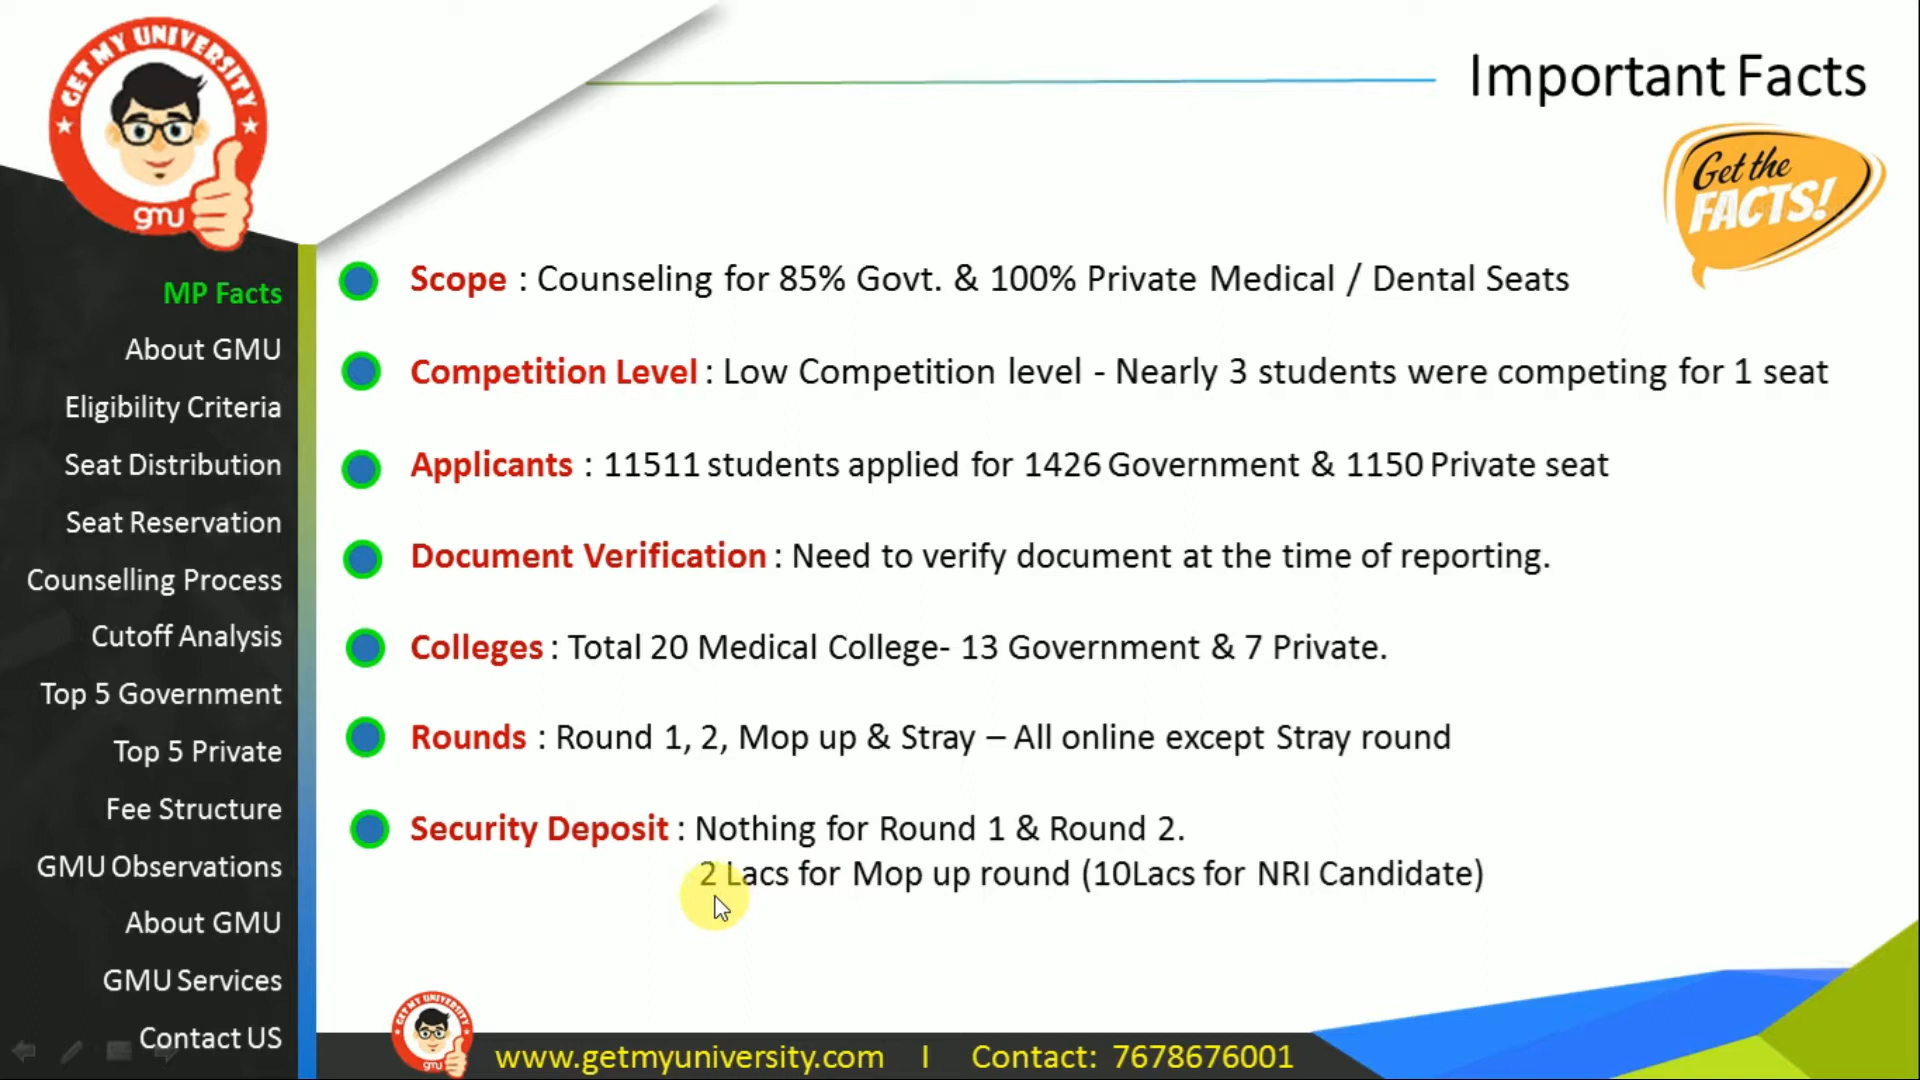 GET MY UNIVERSITY
gmu
Important Facts
Get the
FACTS!
MP Facts
About GMU
Eligibility Criteria
Seat Distribution
Seat Reservation
Counselling Process
Cutoff Analysis
Top 5 Government
Top 5 Private
Fee Structure
GMU Observations
About GMU
GMU Services
Contact US
Scope : Counseling for 85% Govt. & 100% Private Medical / Dental Seats
Competition Level : Low Competition level - Nearly 3 students were competing for 1 seat
Applicants : 11511 students applied for 1426 Government & 1150 Private seat
Document Verification : Need to verify document at the time of reporting.
Colleges : Total 20 Medical College- 13 Government & 7 Private.
Rounds : Round 1, 2, Mop up & Stray – All online except Stray round
Security Deposit : Nothing for Round 1 & Round 2.
2 Lacs for Mop up round (10Lacs for NRI Candidate)
GET MY UNIVERSITY
gmu
www.getmyuniversity.com I Contact: 7678676001